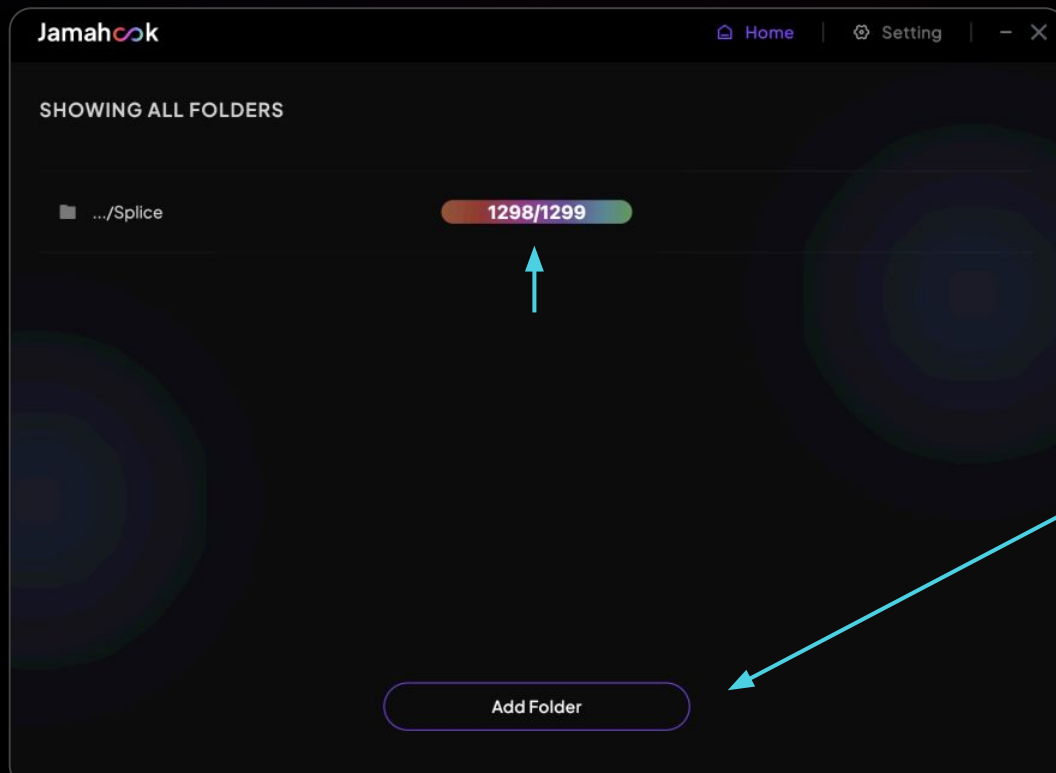 Jamahook
Home
Setting
SHOWING ALL FOLDERS
.../Splice
1298/1299
Add Folder